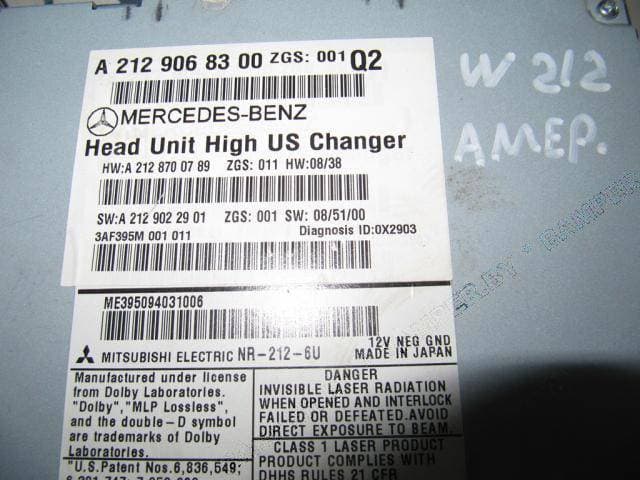 A 212 906 83 00 ZGS: 001 Q2
MERCEDES-BENZ
Head Unit High US Changer
HW:A 212 870 07 89 ZGS: 011 HW:08/38
SW:A 212 902 29 01 ZGS: 001 SW: 08/51/00
3AF395M 001 011 Diagnosis ID:0X2903
W 212
АМЕР.
ME395094031006
MITSUBISHI ELECTRIC NR-212-6U
12V NEG GND
MADE IN JAPAN
Manufactured under license
from Dolby Laboratories.
"Dolby", "MLP Lossless",
and the double-D symbol
are trademarks of Dolby
Laboratories.
"U.S.Patent Nos.6,836,549;
DANGER
INVISIBLE LASER RADIATION
WHEN OPENED AND INTERLOCK
FAILED OR DEFEATED.AVOID
DIRECT EXPOSURE TO BEAM.
CLASS 1 LASER PRODUCT
PRODUCT COMPLIES WITH
DHHS RULES 21 CFR